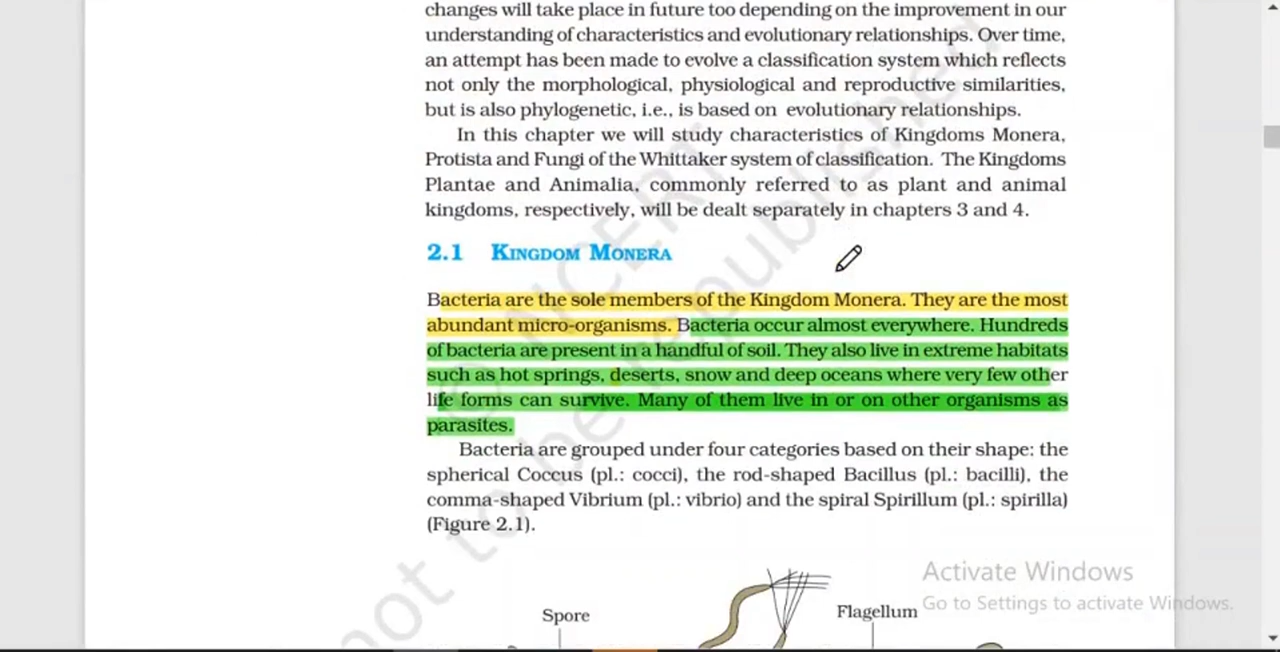 changes will take place in future too depending on the improvement in our
understanding of characteristics and evolutionary relationships. Over time,
an attempt has been made to evolve a classification system which reflects
not only the morphological, physiological and reproductive similarities,
but is also phylogenetic, i.e., is based on evolutionary relationships.
In this chapter we will study characteristics of Kingdoms Monera,
Protista and Fungi of the Whittaker system of classification. The Kingdoms
Plantae and Animalia, commonly referred to as plant and animal
kingdoms, respectively, will be dealt separately in chapters 3 and 4.
2.1 KINGDOM MONERA
Bacteria are the sole members of the Kingdom Monera. They are the most
abundant micro-organisms. Bacteria occur almost everywhere. Hundreds
of bacteria are present in a handful of soil. They also live in extreme habitats
such as hot springs, deserts, snow and deep oceans where very few other
life forms can survive. Many of them live in or on other organisms as
parasites.
Bacteria are grouped under four categories based on their shape: the
spherical Coccus (pl.: cocci), the rod-shaped Bacillus (pl.: bacilli), the
comma-shaped Vibrium (pl.: vibrio) and the spiral Spirillum (pl.: spirilla)
(Figure 2.1).
Spore
Flagellum
Activate Windows
Go to Settings to activate Windows.
© NCERT
not to be republished